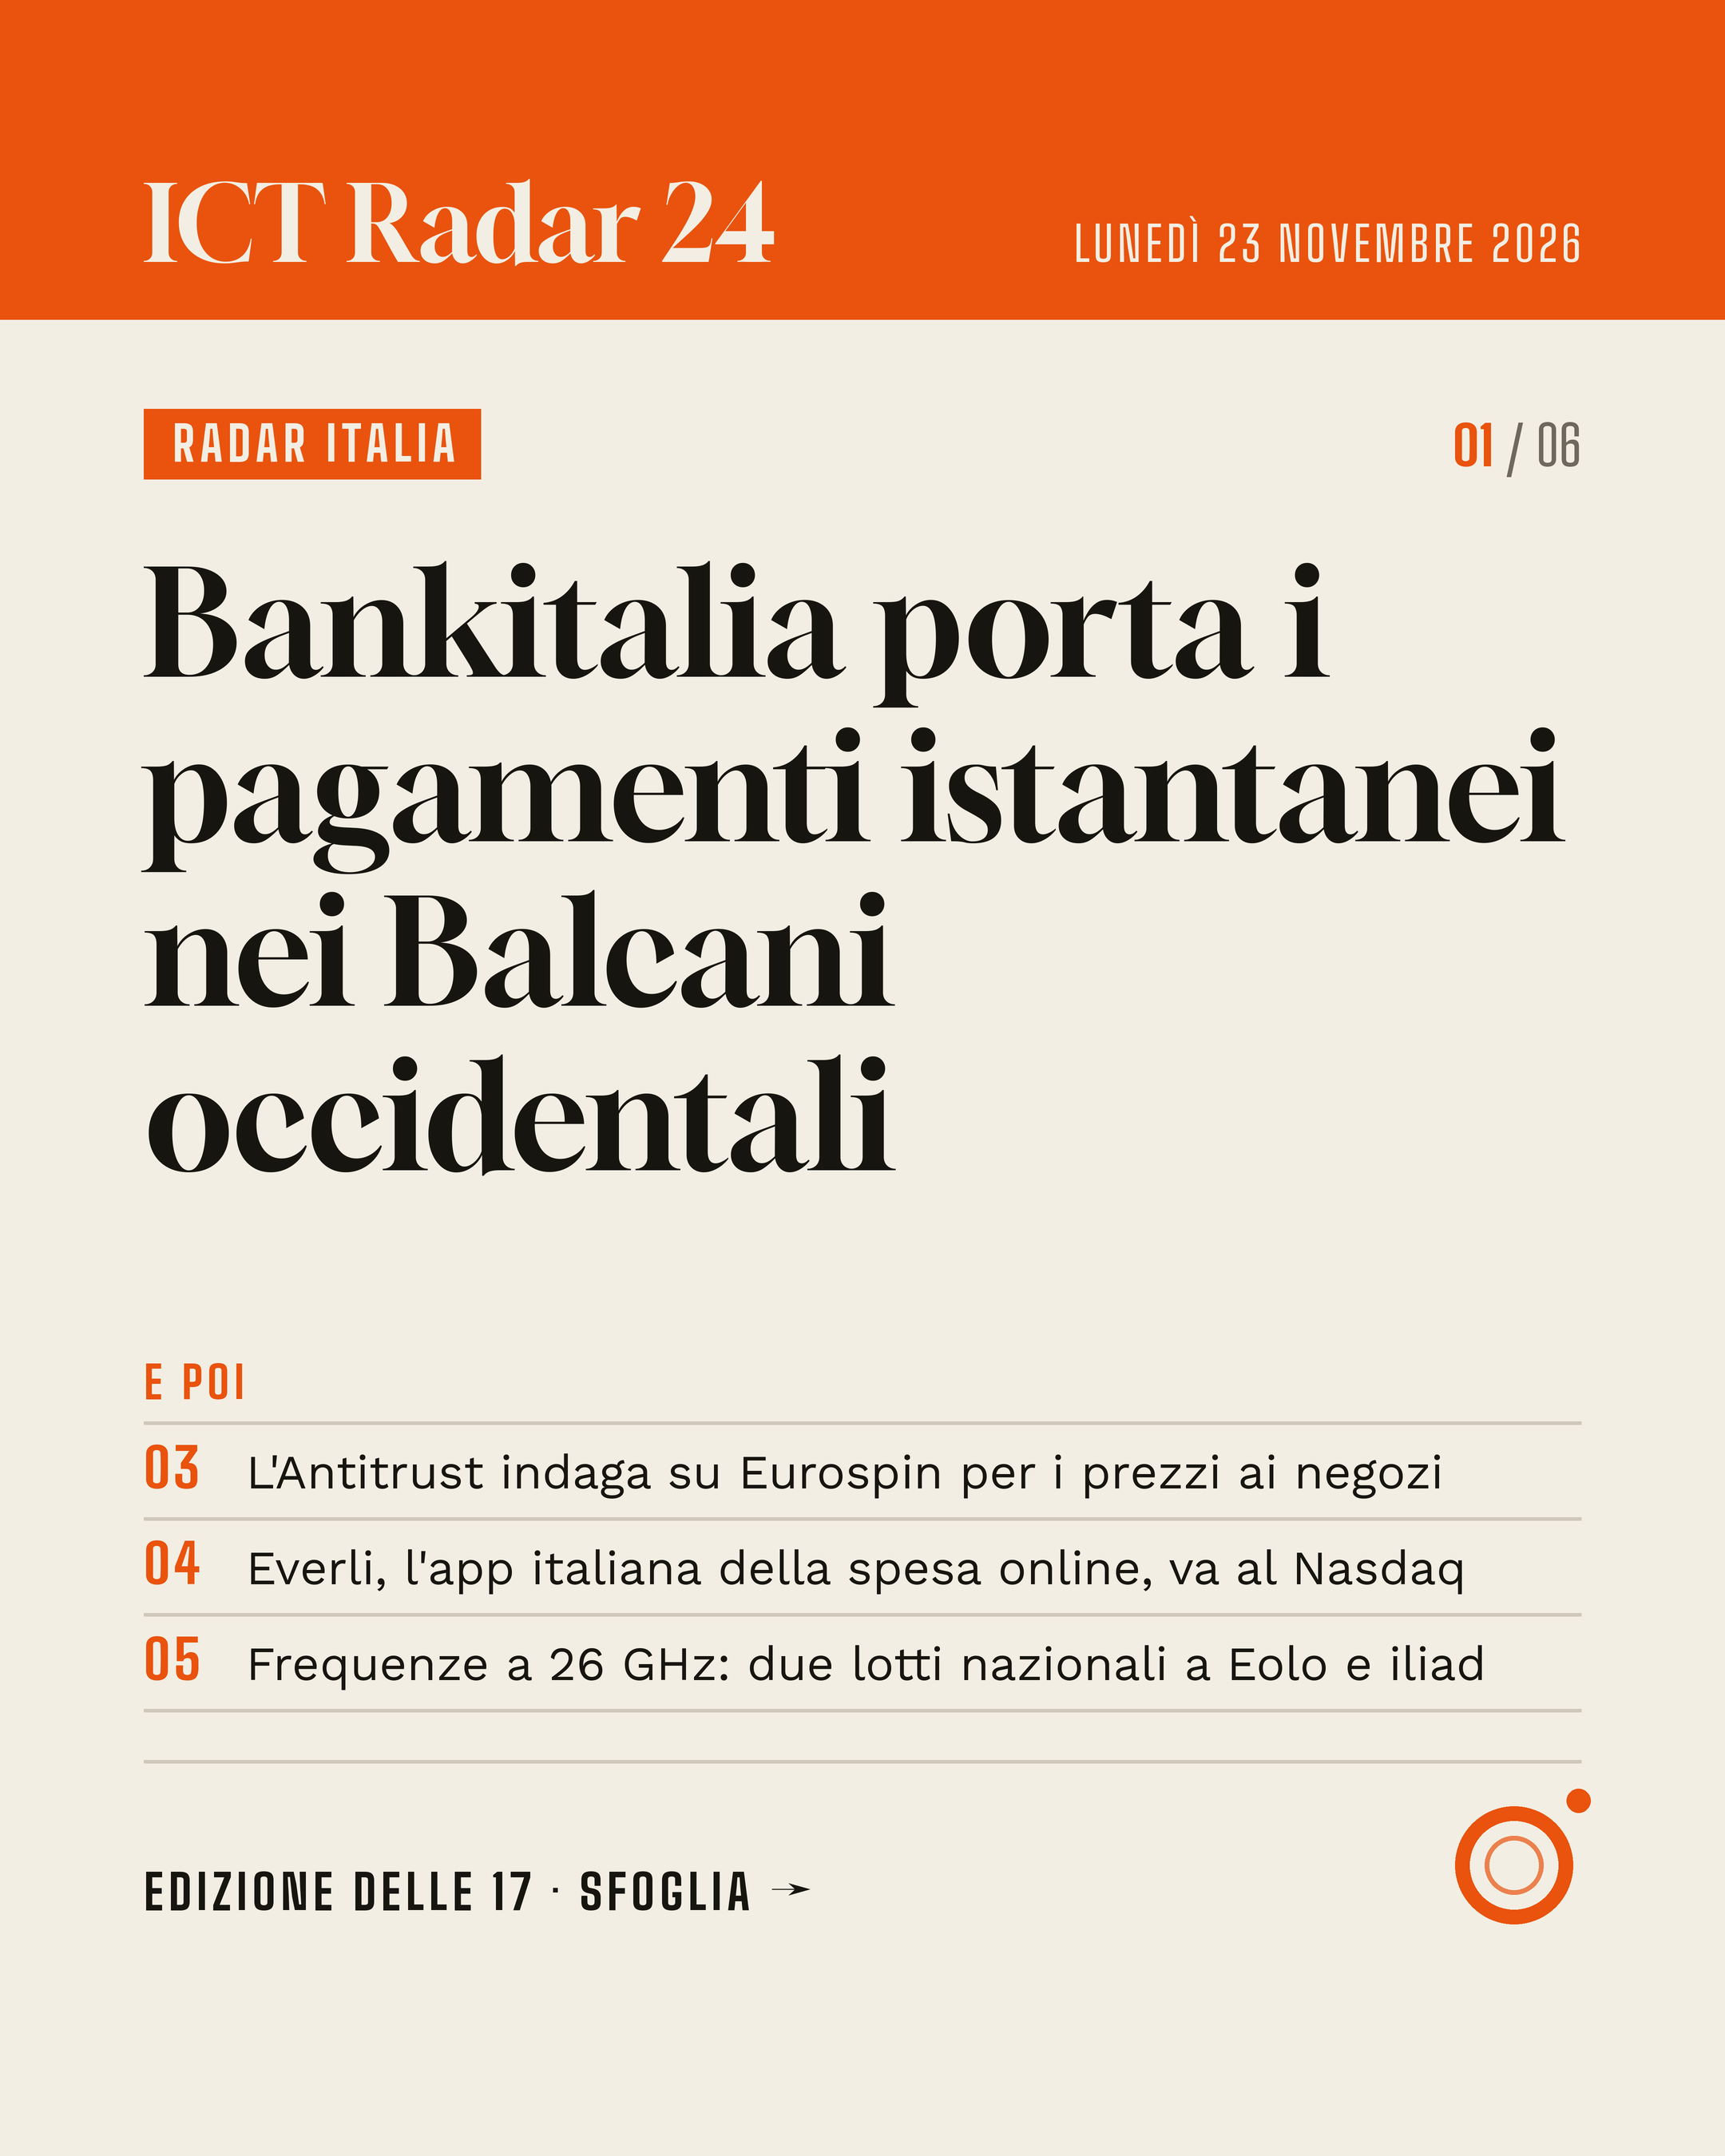 ICT Radar 24
LUNEDÌ 23 NOVEMBRE 2026
RADAR ITALIA
01 / 06
Bankitalia porta i
pagamenti istantanei
nei Balcani
occidentali
E POI
03 L'Antitrust indaga su Eurospin per i prezzi ai negozi
04 Everli, l'app italiana della spesa online, va al Nasdaq
05 Frequenze a 26 GHz: due lotti nazionali a Eolo e iliad
EDIZIONE DELLE 17 · SFOGLIA →